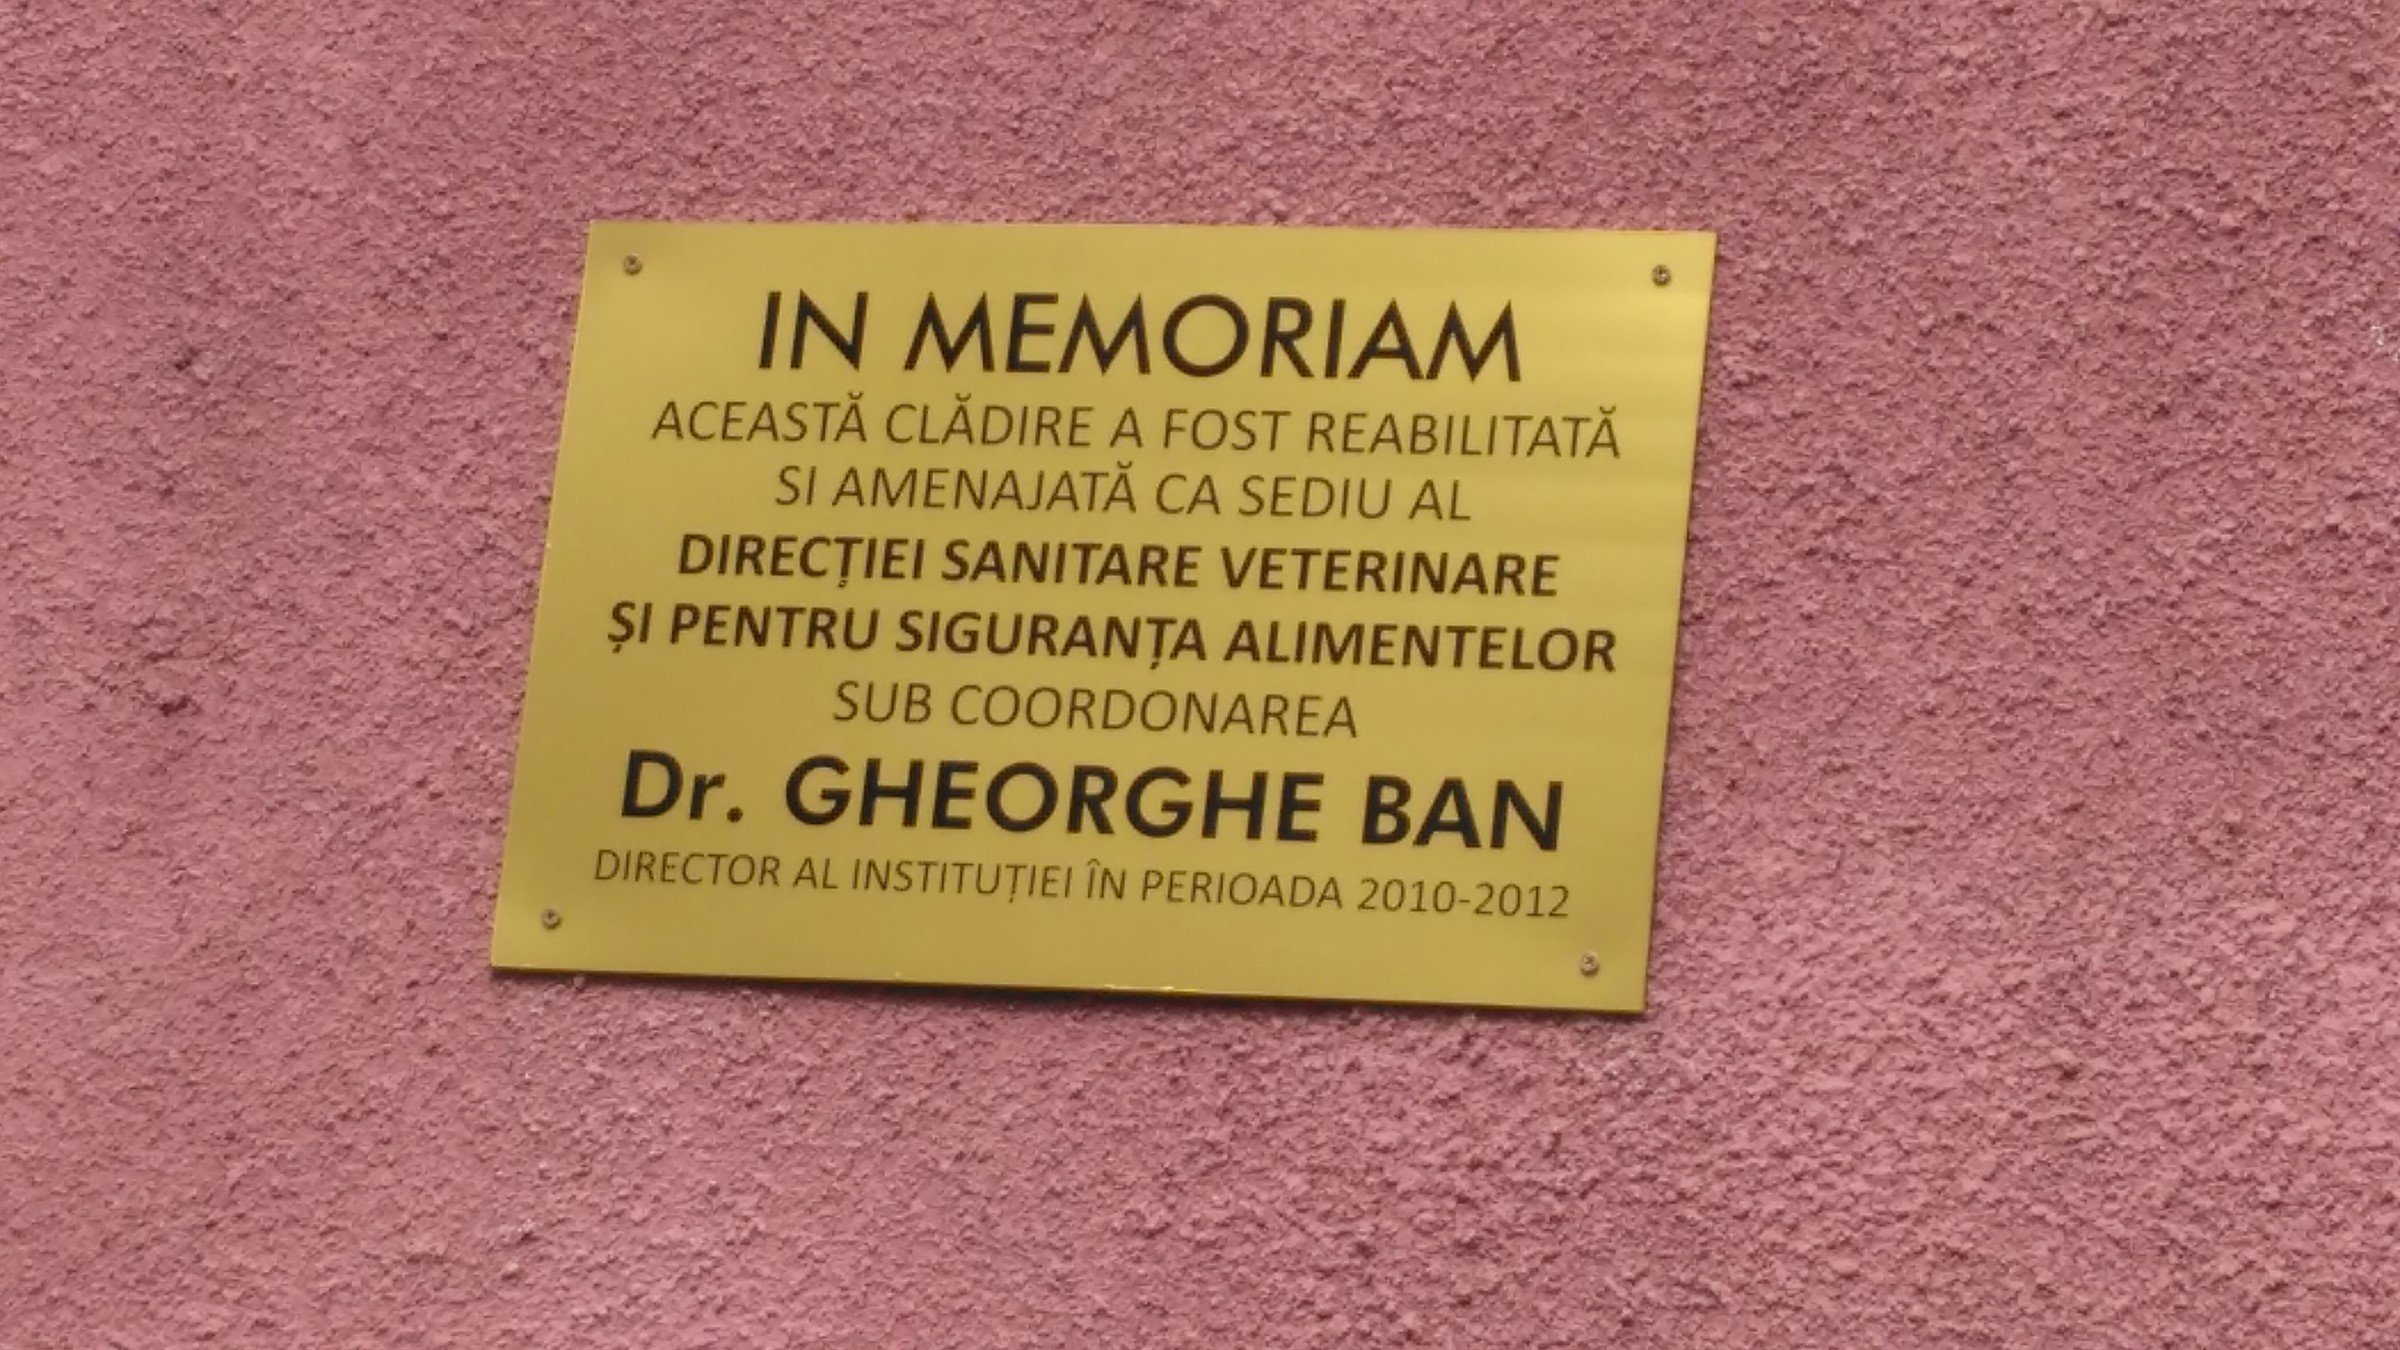 IN MEMORIAM
ACEASTĂ CLĂDIRE A FOST REABILITATĂ
SI AMENAJATĂ CA SEDIU AL
DIRECȚIEI SANITARE VETERINARE
ȘI PENTRU SIGURANȚA ALIMENTELOR
SUB COORDONAREA
Dr. GHEORGHE BAN
DIRECTOR AL INSTITUȚIEI ÎN PERIOADA 2010-2012